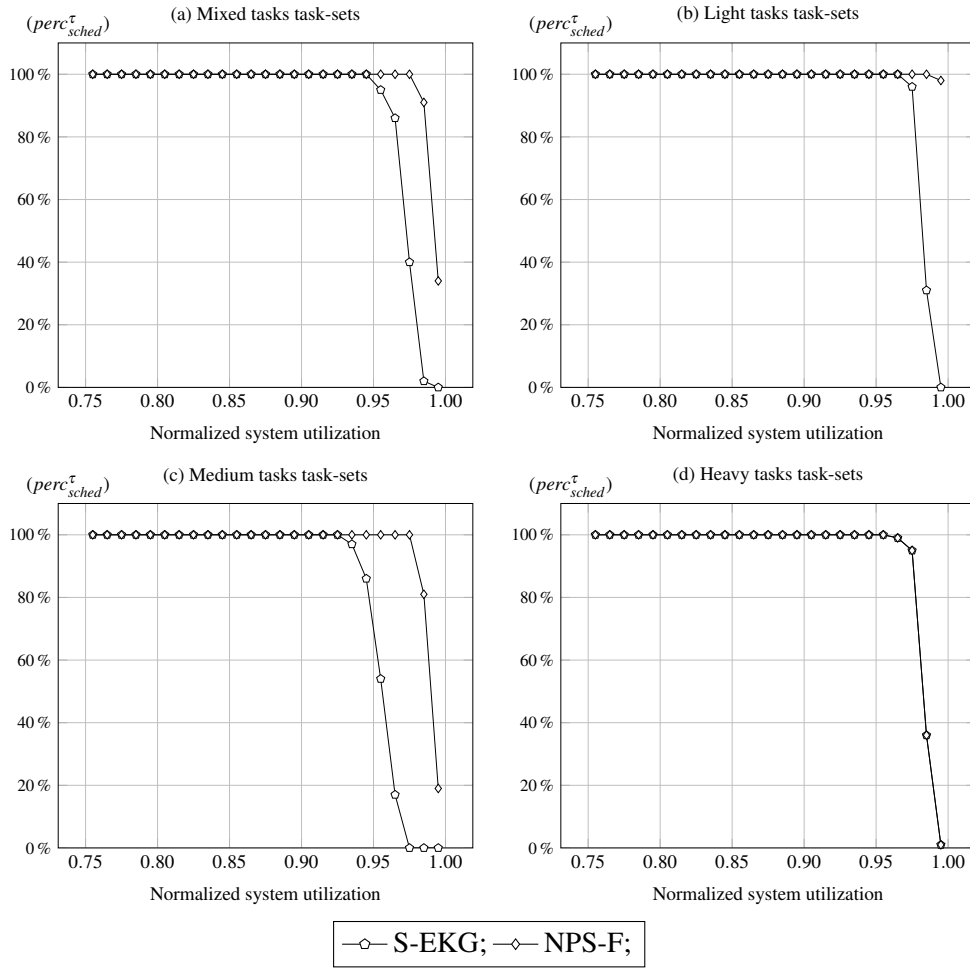 (a) Mixed tasks task-sets
(perc^τ_sched)
100 %
80 %
60 %
40 %
20 %
0 %
0.75 0.80 0.85 0.90 0.95 1.00
Normalized system utilization
(b) Light tasks task-sets
(perc^τ_sched)
100 %
80 %
60 %
40 %
20 %
0 %
0.75 0.80 0.85 0.90 0.95 1.00
Normalized system utilization
(c) Medium tasks task-sets
(perc^τ_sched)
100 %
80 %
60 %
40 %
20 %
0 %
0.75 0.80 0.85 0.90 0.95 1.00
Normalized system utilization
(d) Heavy tasks task-sets
(perc^τ_sched)
100 %
80 %
60 %
40 %
20 %
0 %
0.75 0.80 0.85 0.90 0.95 1.00
Normalized system utilization
S-EKG; NPS-F;